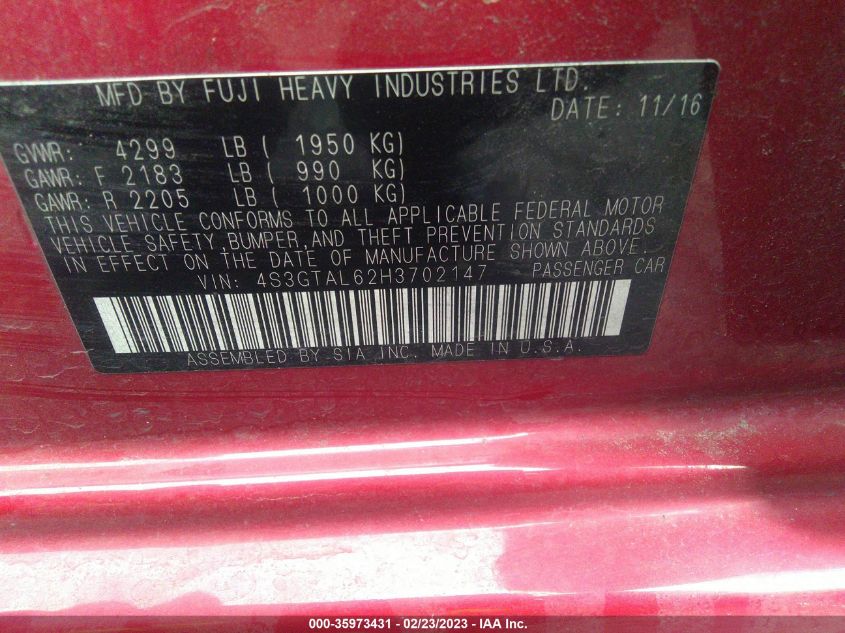 MFD BY FUJI HEAVY INDUSTRIES LTD.
DATE: 11/16
GVWR: 4299 LB ( 1950 KG)
GAWR: F 2183 LB ( 990 KG)
GAWR: R 2205 LB ( 1000 KG)
THIS VEHICLE CONFORMS TO ALL APPLICABLE FEDERAL MOTOR
VEHICLE SAFETY, BUMPER, AND THEFT PREVENTION STANDARDS
IN EFFECT ON THE DATE OF MANUFACTURE SHOWN ABOVE.
VIN: 4S3GTAL62H3702147 PASSENGER CAR
ASSEMBLED BY SIA INC. MADE IN U.S.A.
000-35973431 - 02/23/2023 - IAA Inc.